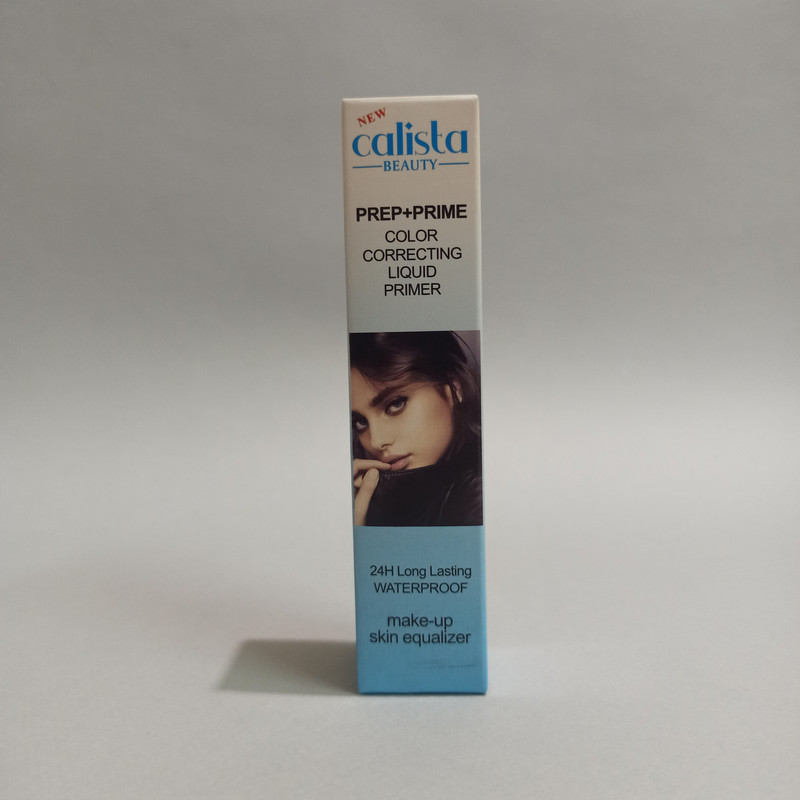 NEW
calista
BEAUTY
PREP+PRIME
COLOR
CORRECTING
LIQUID
PRIMER
24H Long Lasting
WATERPROOF
make-up
skin equalizer